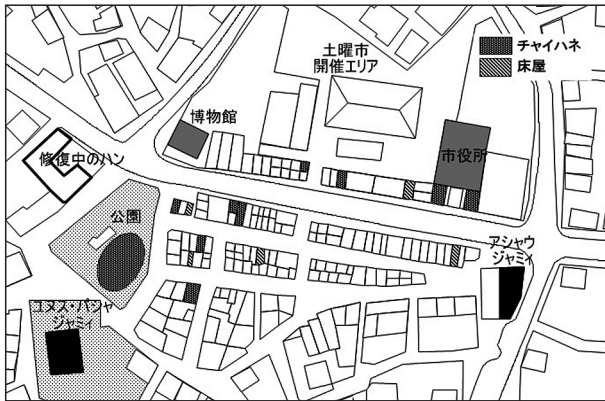 土曜市
開催エリア
チャイハネ
床屋
博物館
修復中のハン
市役所
公園
アシャウ
ジャミィ
ユヌス・パシャ
ジャミィ